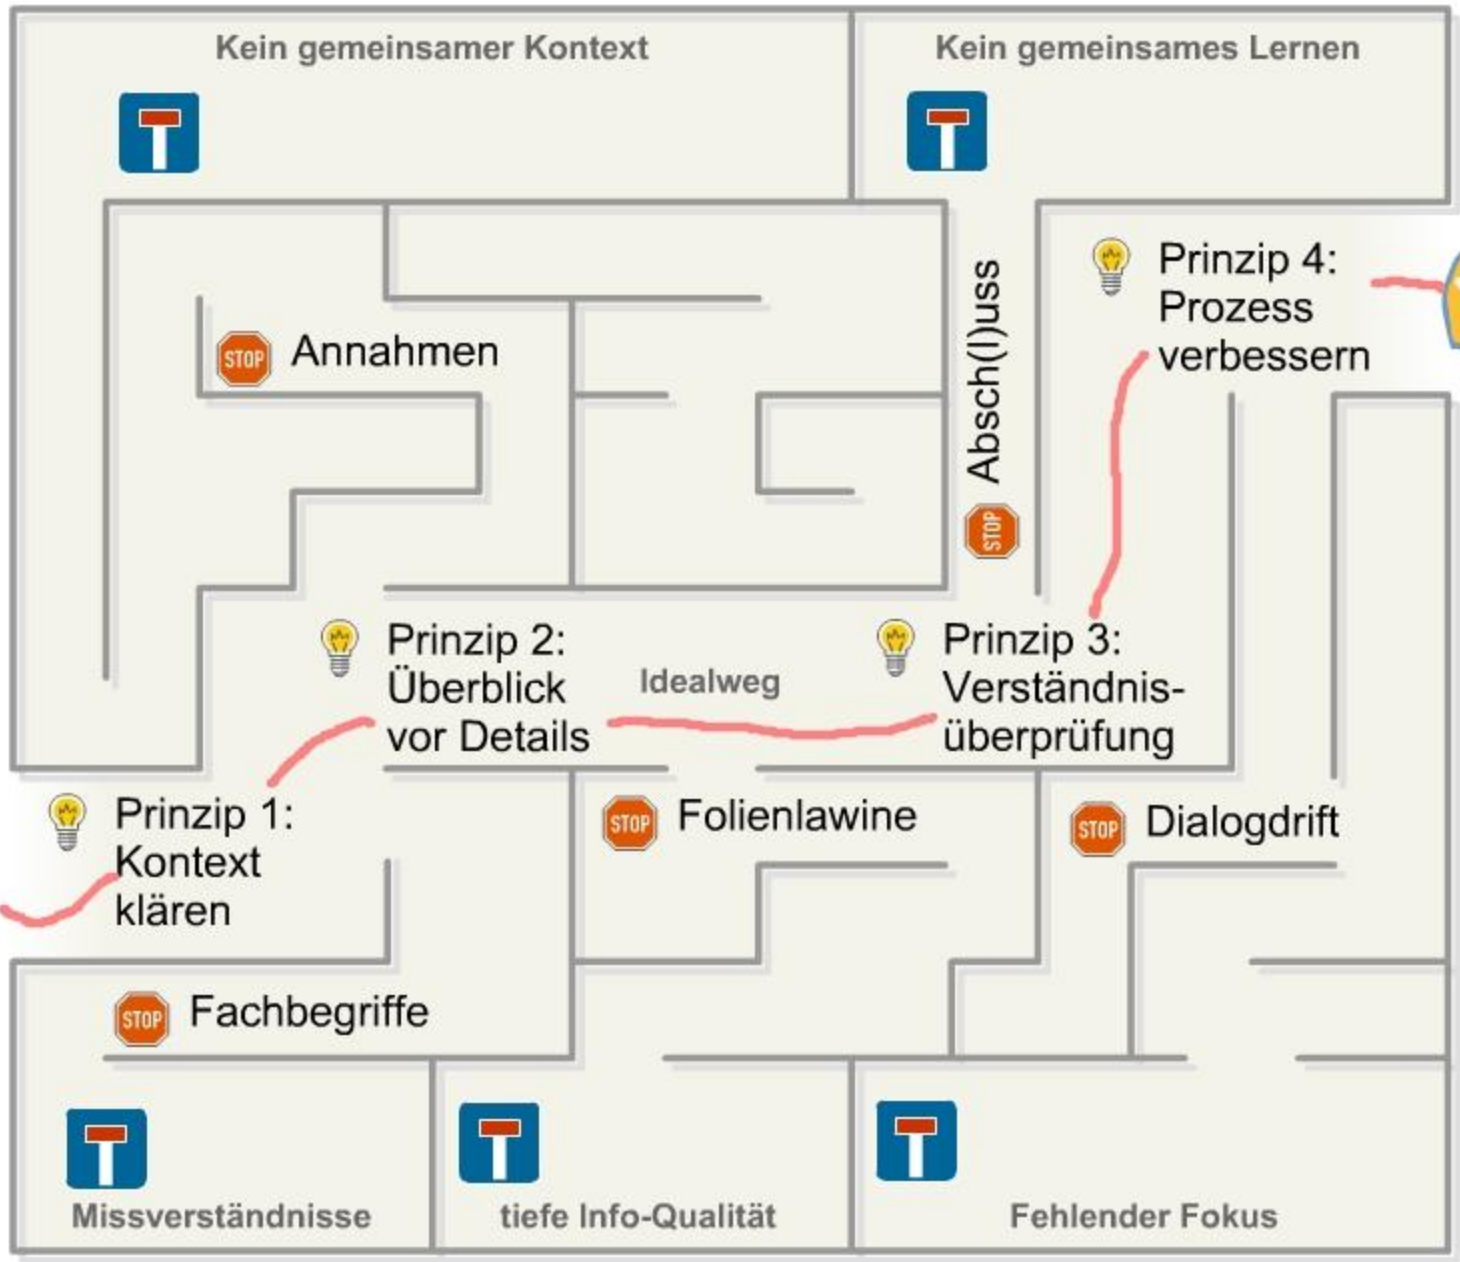 Kein gemeinsamer Kontext
Kein gemeinsames Lernen
STOP Annahmen
STOP Absch(l)uss
Prinzip 4:
Prozess
verbessern
Prinzip 2:
Überblick
vor Details
Idealweg
Prinzip 3:
Verständnis-
überprüfung
Prinzip 1:
Kontext
klären
STOP Folienlawine
STOP Dialogdrift
STOP Fachbegriffe
Missverständnisse
tiefe Info-Qualität
Fehlender Fokus